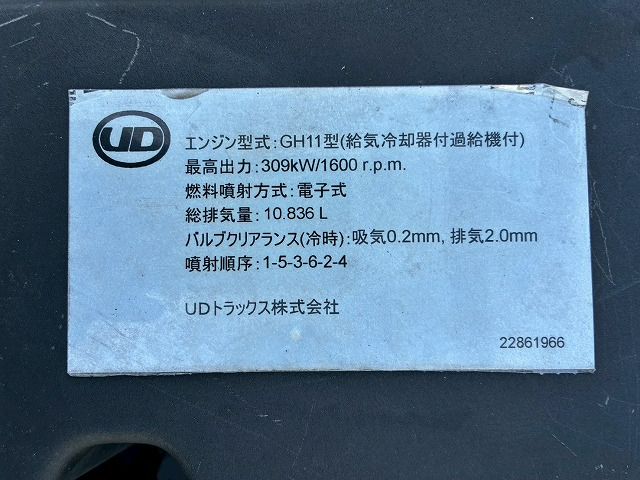 UD
エンジン型式:GH11型(給気冷却器付過給機付)
最高出力:309kW/1600 r.p.m.
燃料噴射方式:電子式
総排気量:10.836 L
バルブクリアランス(冷時):吸気0.2mm, 排気2.0mm
噴射順序:1-5-3-6-2-4
UDトラックス株式会社
22861966